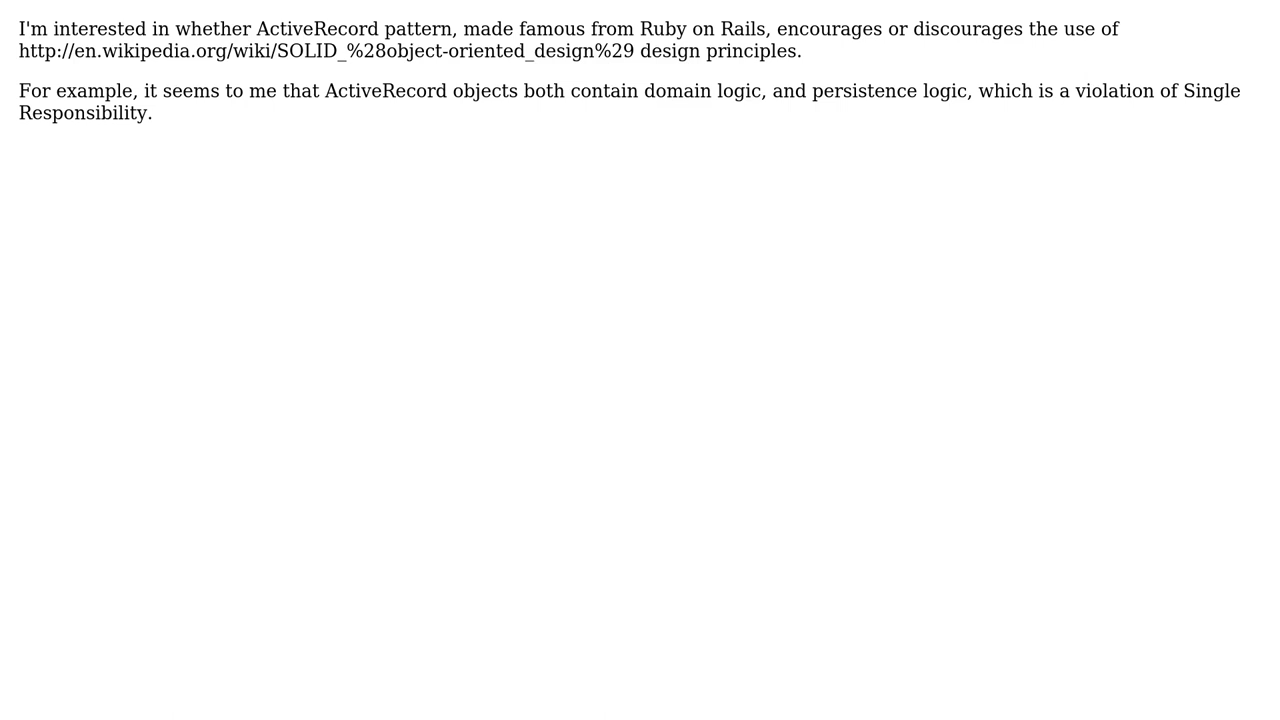 I'm interested in whether ActiveRecord pattern, made famous from Ruby on Rails, encourages or discourages the use of
http://en.wikipedia.org/wiki/SOLID_%28object-oriented_design%29 design principles.
For example, it seems to me that ActiveRecord objects both contain domain logic, and persistence logic, which is a violation of Single
Responsibility.